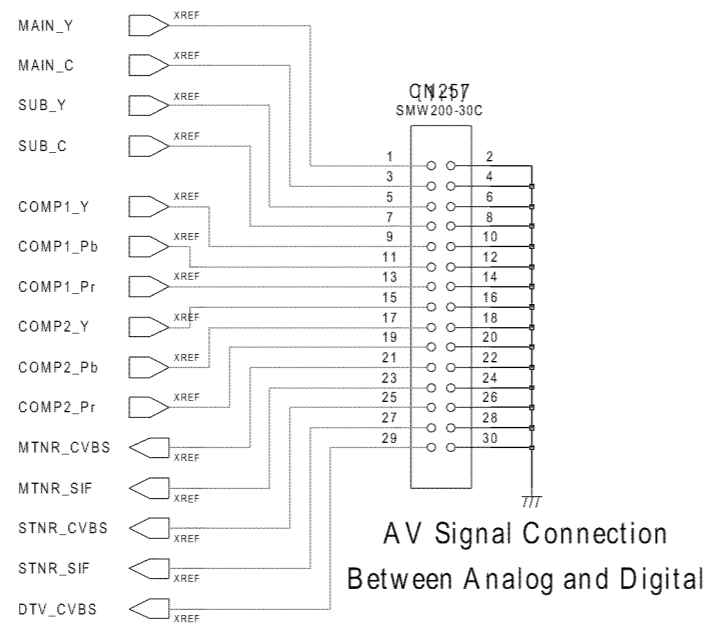 MAIN_Y XREF
MAIN_C XREF
SUB_Y XREF
SUB_C XREF
COMP1_Y XREF
COMP1_Pb XREF
COMP1_Pr XREF
COMP2_Y XREF
COMP2_Pb XREF
COMP2_Pr XREF
MTNR_CVBS XREF
MTNR_SIF XREF
STNR_CVBS XREF
STNR_SIF XREF
DTV_CVBS XREF
CN257
SMW200-30C
1 2
3 4
5 6
7 8
9 10
11 12
13 14
15 16
17 18
19 20
21 22
23 24
25 26
27 28
29 30
AV Signal Connection
Between Analog and Digital